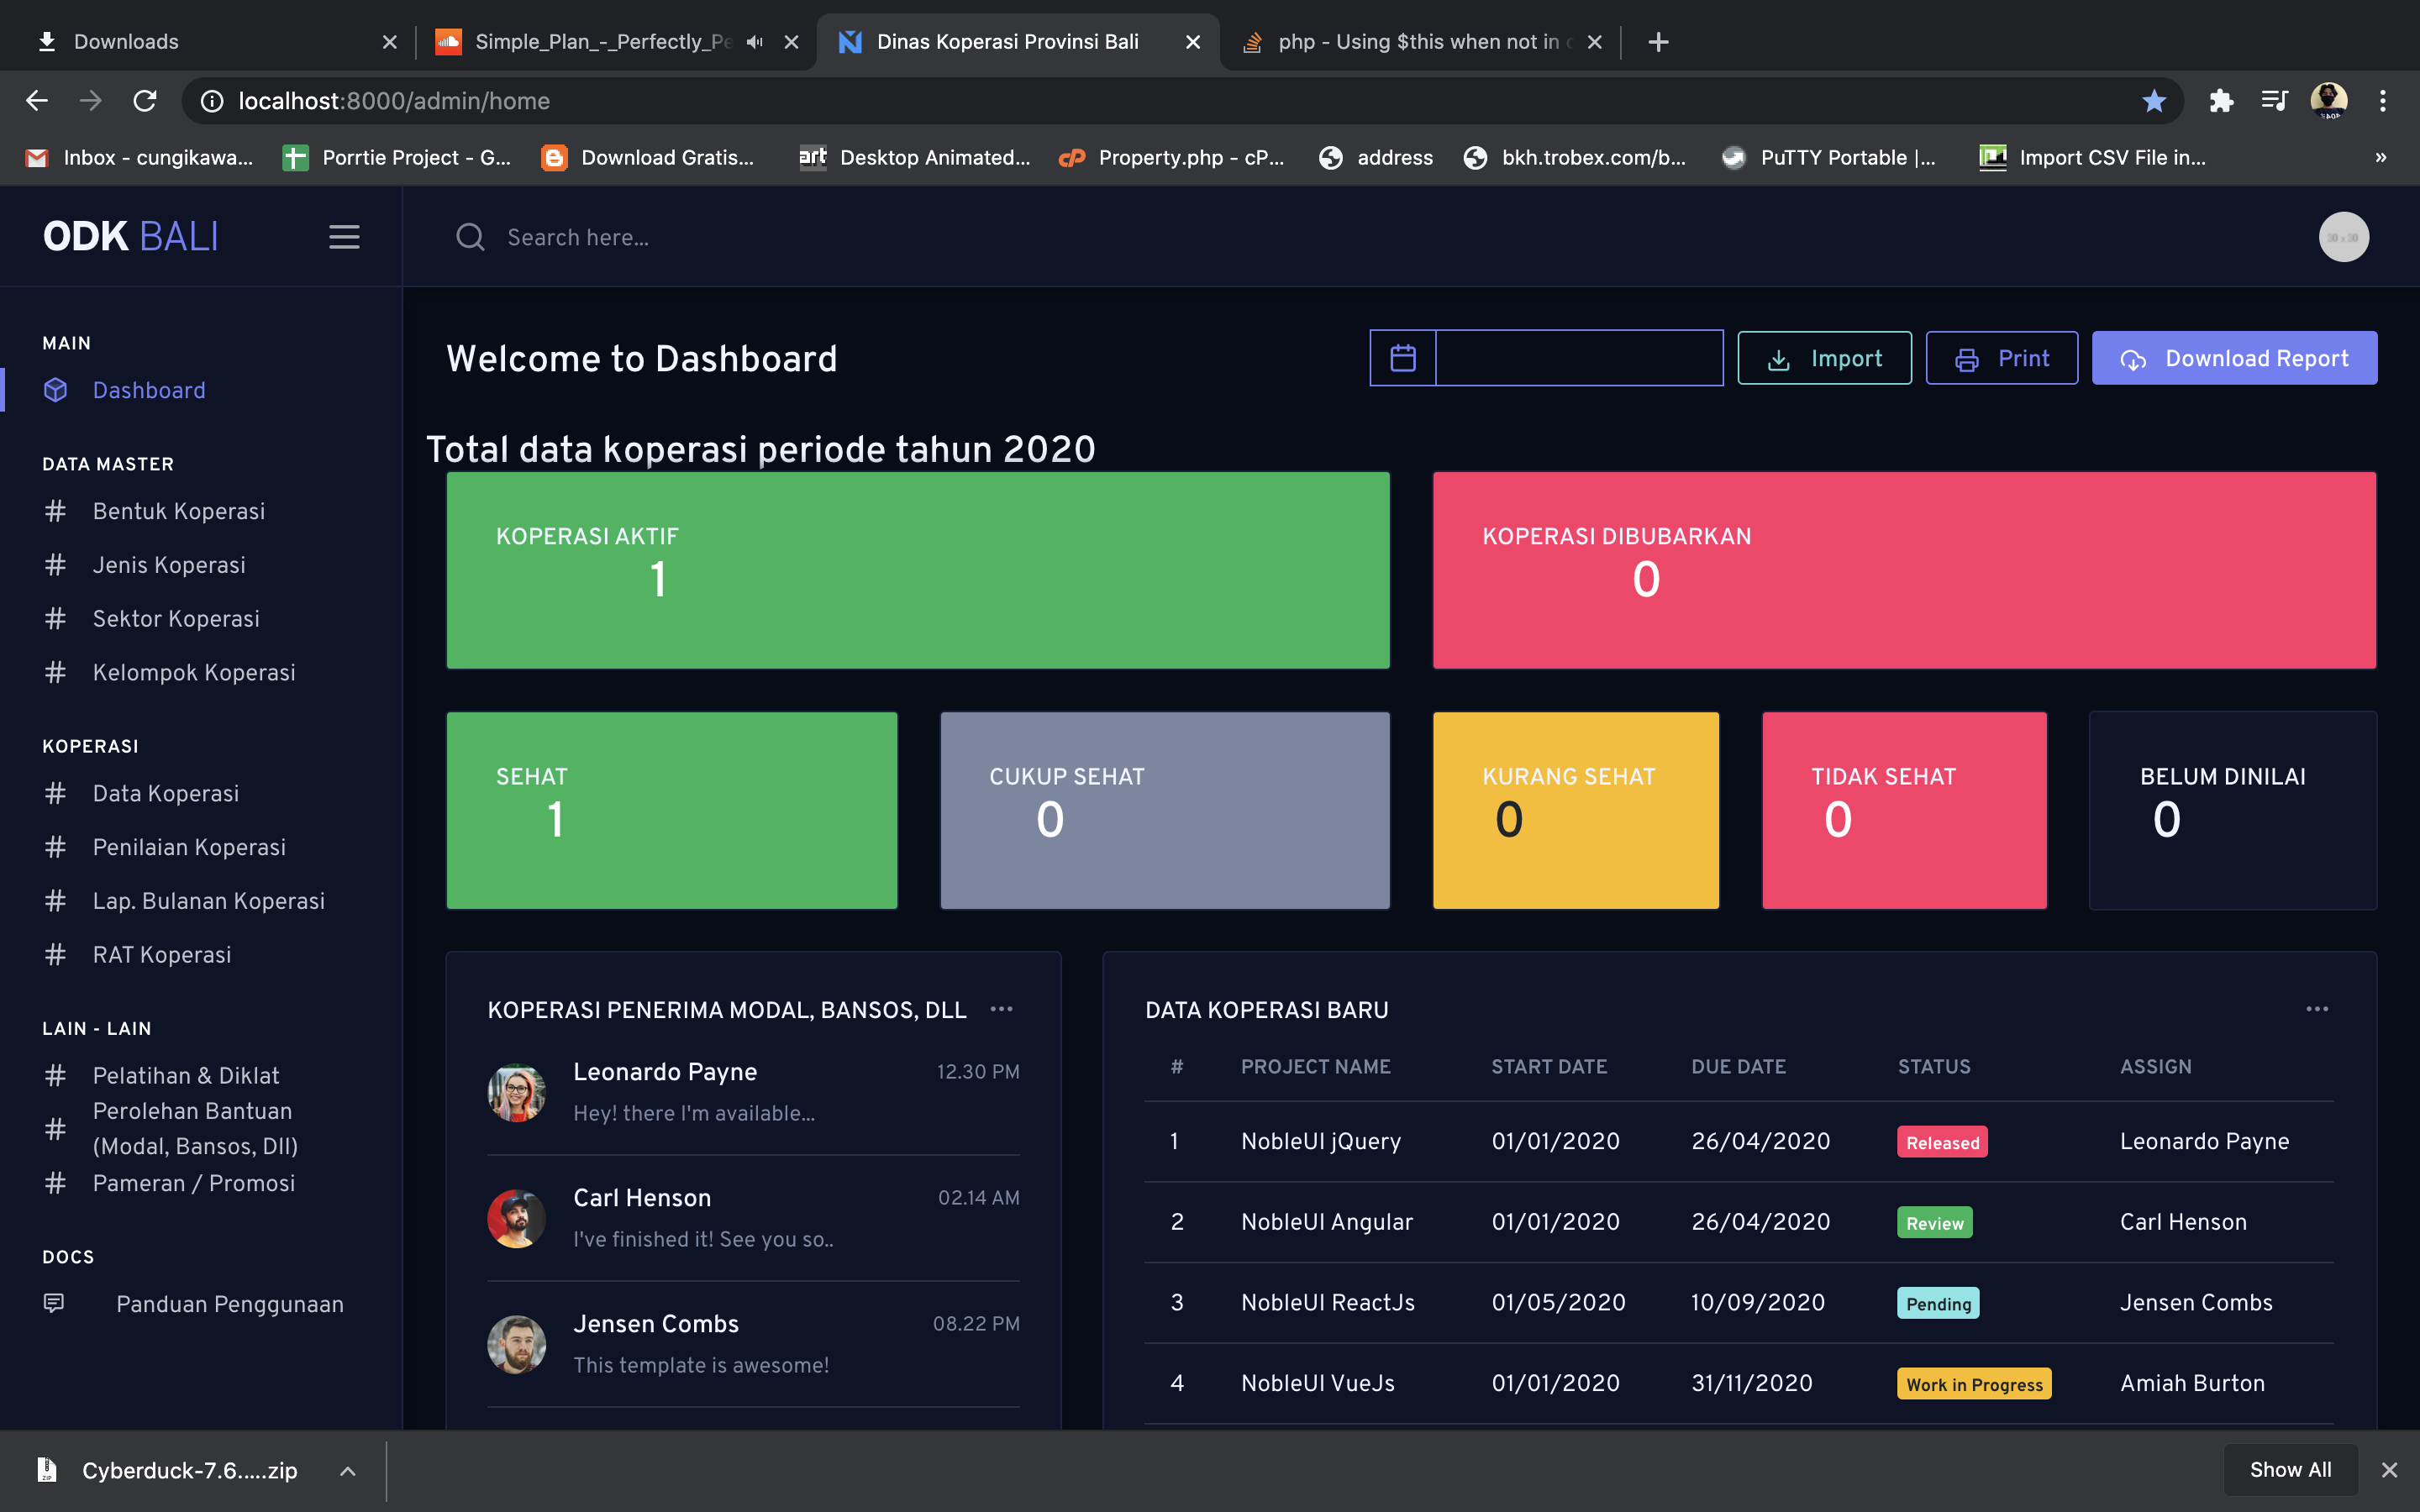 Downloads
Simple_Plan_-_Perfectly_Pe
Dinas Koperasi Provinsi Bali
php - Using $this when not in
localhost:8000/admin/home
Inbox - cungikawa...
Porrtie Project - G...
Download Gratis...
art
Desktop Animated...
cP
Property.php - cP...
address
bkh.trobex.com/b...
PuTTY Portable |...
Import CSV File in...
»
ODK BALI
Search here...
MAIN
Dashboard
DATA MASTER
# Bentuk Koperasi
# Jenis Koperasi
# Sektor Koperasi
# Kelompok Koperasi
KOPERASI
# Data Koperasi
# Penilaian Koperasi
# Lap. Bulanan Koperasi
# RAT Koperasi
LAIN - LAIN
# Pelatihan & Diklat
# Perolehan Bantuan
(Modal, Bansos, Dll)
# Pameran / Promosi
DOCS
Panduan Penggunaan
Welcome to Dashboard
Import
Print
Download Report
Total data koperasi periode tahun 2020
KOPERASI AKTIF
1
KOPERASI DIBUBARKAN
0
SEHAT
1
CUKUP SEHAT
0
KURANG SEHAT
0
TIDAK SEHAT
0
BELUM DINILAI
0
KOPERASI PENERIMA MODAL, BANSOS, DLL
Leonardo Payne 12.30 PM
Hey! there I'm available...
Carl Henson 02.14 AM
I've finished it! See you so..
Jensen Combs 08.22 PM
This template is awesome!
DATA KOPERASI BARU
# PROJECT NAME START DATE DUE DATE STATUS ASSIGN
1 NobleUI jQuery 01/01/2020 26/04/2020 Released Leonardo Payne
2 NobleUI Angular 01/01/2020 26/04/2020 Review Carl Henson
3 NobleUI ReactJs 01/05/2020 10/09/2020 Pending Jensen Combs
4 NobleUI VueJs 01/01/2020 31/11/2020 Work in Progress Amiah Burton
Cyberduck-7.6.....zip
Show All